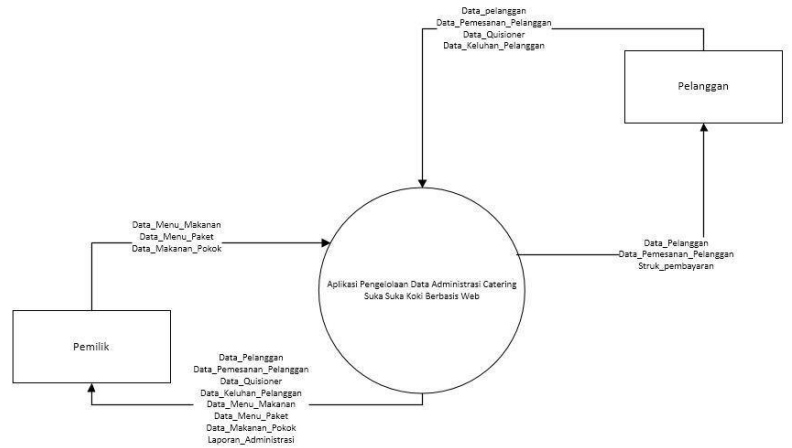 Data_pelanggan
Data_Pemesanan_Pelanggan
Data_Quisioner
Data_Keluhan_Pelanggan
Pelanggan
Data_Menu_Makanan
Data_Menu_Paket
Data_Makanan_Pokok
Data_Pelanggan
Data_Pemesanan_Pelanggan
Struk_pembayaran
Aplikasi Pengelolaan Data Administrasi Catering
Suka Suka Koki Berbasis Web
Pemilik
Data_Pelanggan
Data_Pemesanan_Pelanggan
Data_Quisioner
Data_Keluhan_Pelanggan
Data_Menu_Makanan
Data_Menu_Paket
Data_Makanan_Pokok
Laporan_Administrasi